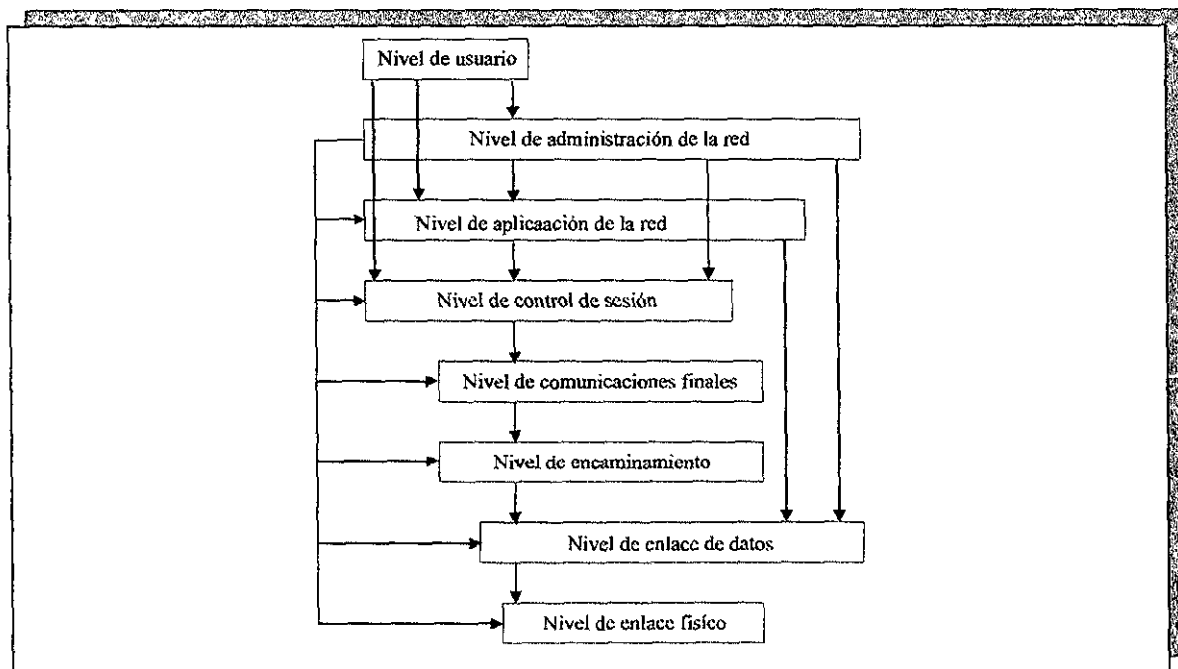 Nivel de usuario
Nivel de administración de la red
Nivel de aplicaación de la red
Nivel de control de sesión
Nivel de comunicaciones finales
Nivel de encaminamiento
Nivel de enlace de datos
Nivel de enlace fisíco